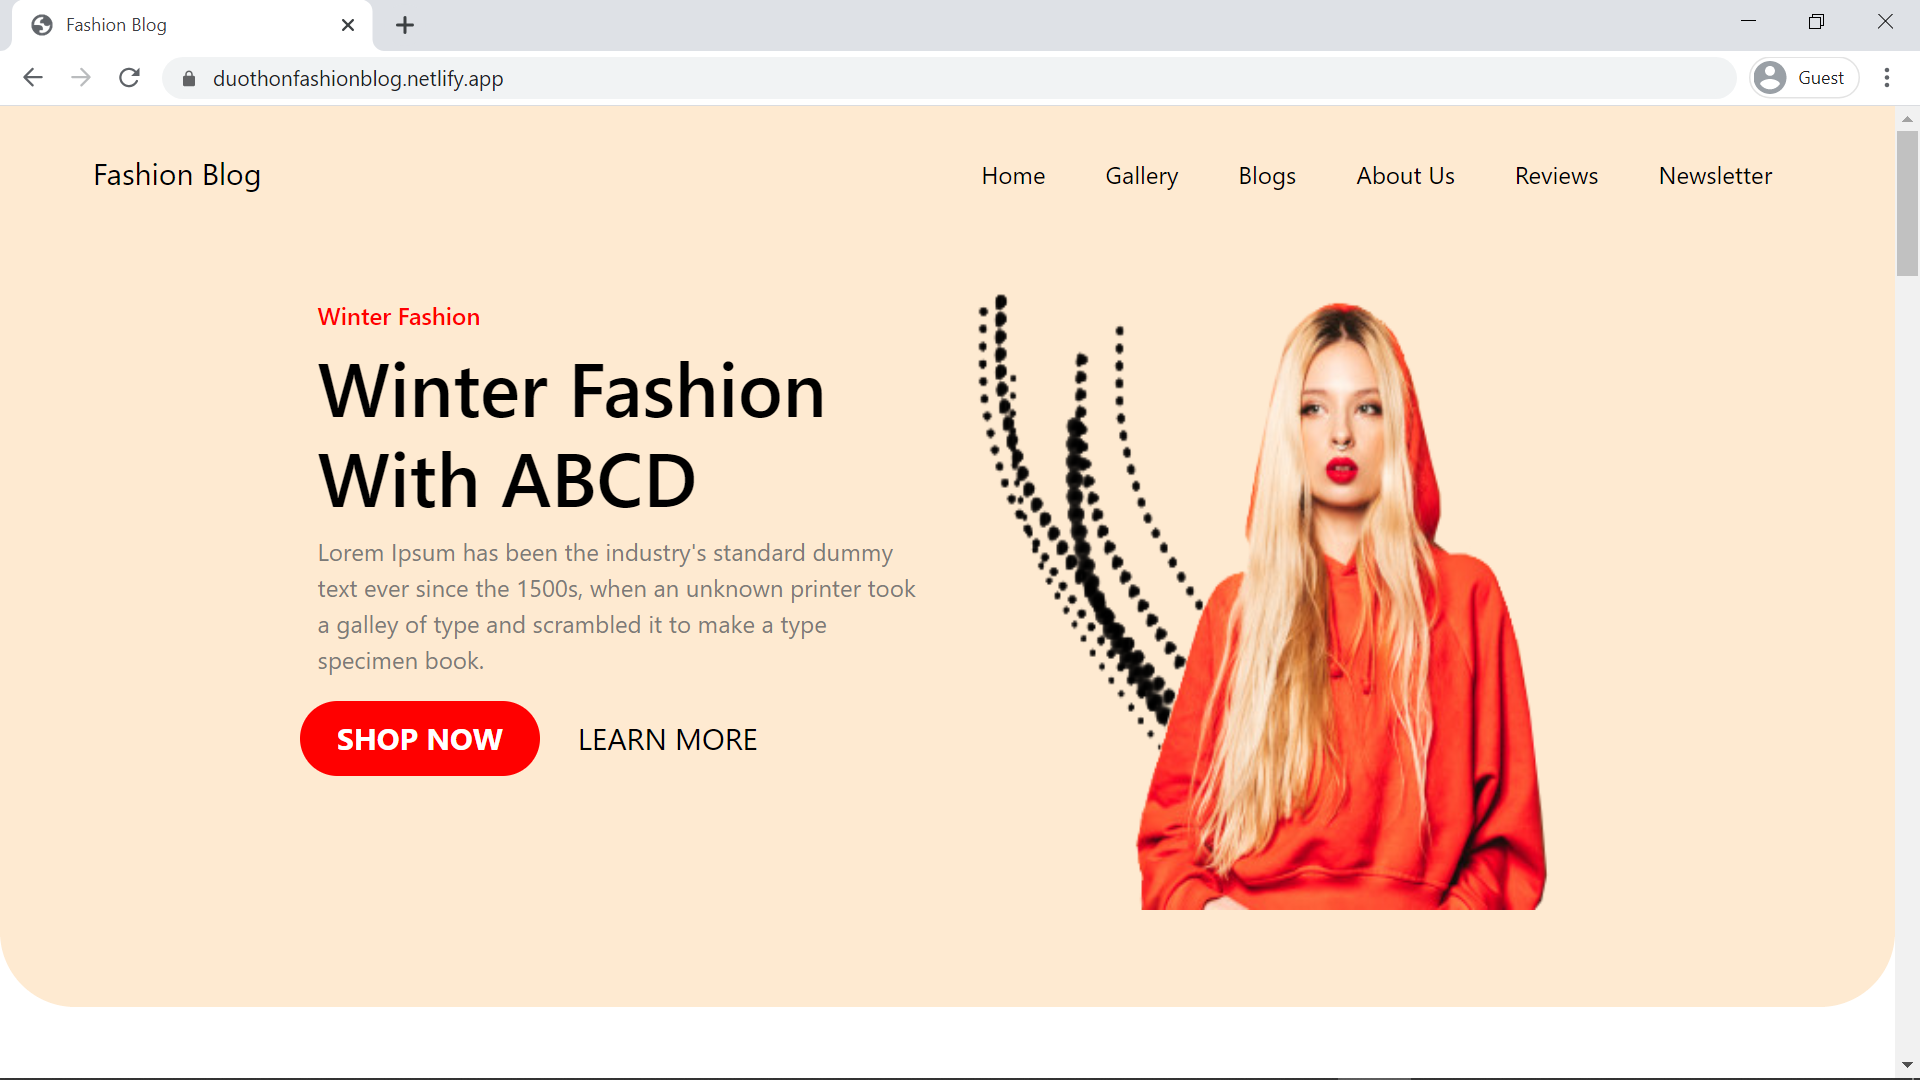 Fashion Blog
duothonfashionblog.netlify.app
Guest
Fashion Blog
Home Gallery Blogs About Us Reviews Newsletter
Winter Fashion
Winter Fashion
With ABCD
Lorem Ipsum has been the industry's standard dummy
text ever since the 1500s, when an unknown printer took
a galley of type and scrambled it to make a type
specimen book.
SHOP NOW LEARN MORE